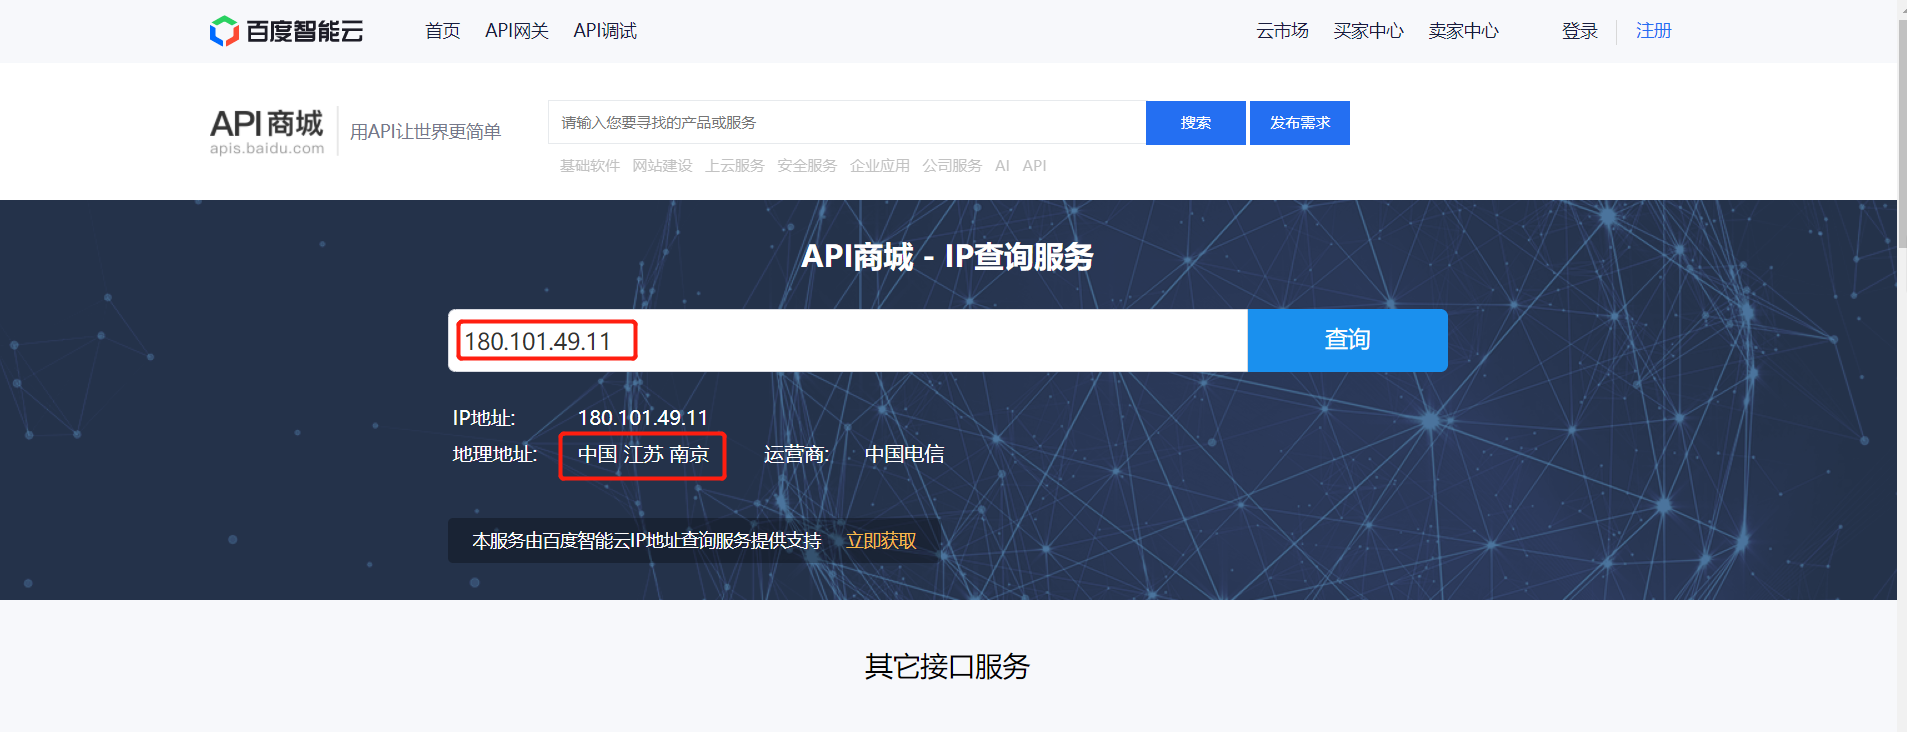 百度智能云 首页 API网关 API调试 云市场 买家中心 卖家中心 登录 注册
API商城 用API让世界更简单 请输入您要寻找的产品或服务 搜索 发布需求
apis.baidu.com
基础软件 网站建设 上云服务 安全服务 企业应用 公司服务 AI API
API商城 - IP查询服务
180.101.49.11 查询
IP地址: 180.101.49.11
地理地址: 中国 江苏 南京 运营商: 中国电信
本服务由百度智能云IP地址查询服务提供支持 立即获取
其它接口服务